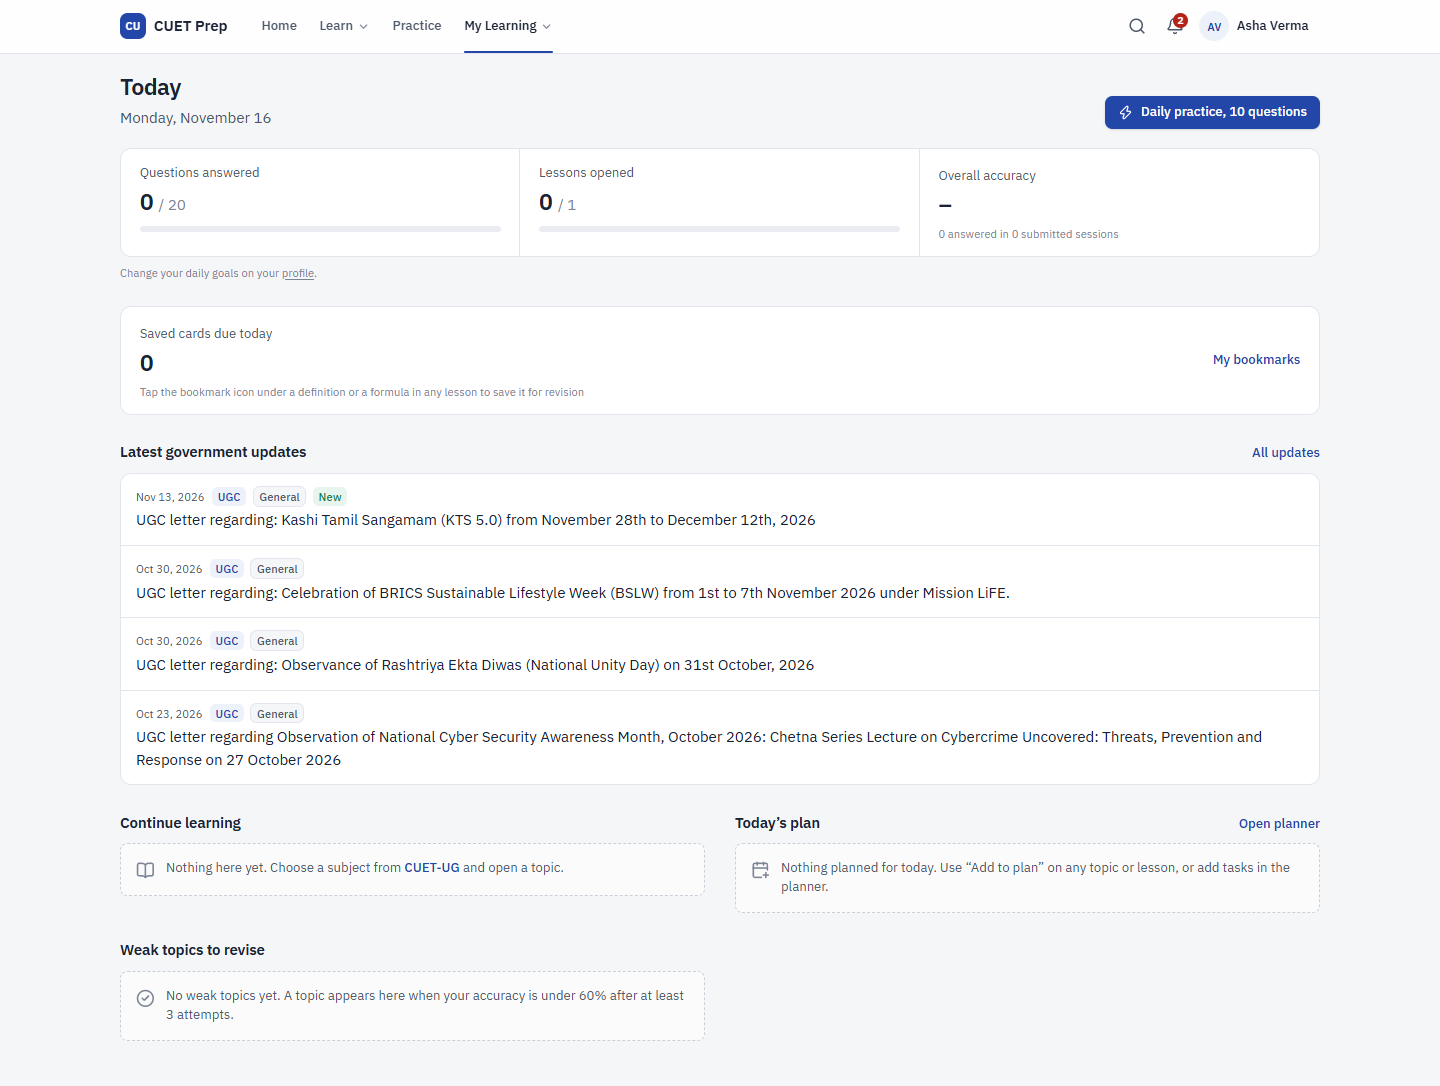 CU CUET Prep Home Learn Practice My Learning 2 AV Asha Verma
Today
Monday, November 16
Daily practice, 10 questions
Questions answered
0 / 20
Lessons opened
0 / 1
Overall accuracy
–
0 answered in 0 submitted sessions
Change your daily goals on your profile.
Saved cards due today
0
Tap the bookmark icon under a definition or a formula in any lesson to save it for revision
My bookmarks
Latest government updates
All updates
Nov 13, 2026 UGC General New
UGC letter regarding: Kashi Tamil Sangamam (KTS 5.0) from November 28th to December 12th, 2026
Oct 30, 2026 UGC General
UGC letter regarding: Celebration of BRICS Sustainable Lifestyle Week (BSLW) from 1st to 7th November 2026 under Mission LiFE.
Oct 30, 2026 UGC General
UGC letter regarding: Observance of Rashtriya Ekta Diwas (National Unity Day) on 31st October, 2026
Oct 23, 2026 UGC General
UGC letter regarding Observation of National Cyber Security Awareness Month, October 2026: Chetna Series Lecture on Cybercrime Uncovered: Threats, Prevention and
Response on 27 October 2026
Continue learning
Nothing here yet. Choose a subject from CUET-UG and open a topic.
Today’s plan
Open planner
Nothing planned for today. Use “Add to plan” on any topic or lesson, or add tasks in the
planner.
Weak topics to revise
No weak topics yet. A topic appears here when your accuracy is under 60% after at least
3 attempts.